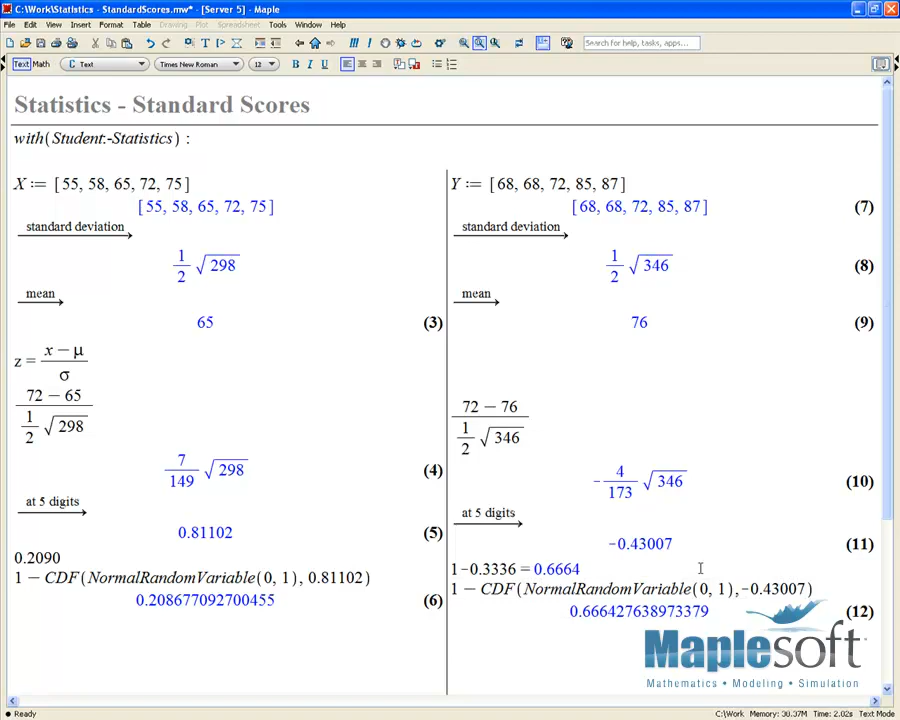 C:\Work\Statistics - StandardScores.mw* - [Server 5] - Maple
File Edit View Insert Format Table Drawing Plot Spreadsheet Tools Window Help
Search for help, tasks, apps...
Text Math C Text Times New Roman 12 B I U
Statistics - Standard Scores
with(Student:-Statistics) :
X := [55, 58, 65, 72, 75]
[55, 58, 65, 72, 75]
standard deviation
1/2 √298
mean
65 (3)
z = (x − μ)/σ
(72 − 65)/(1/2 √298)
7/149 √298 (4)
at 5 digits
0.81102 (5)
0.2090
1 − CDF(NormalRandomVariable(0, 1), 0.81102)
0.208677092700455 (6)
Y := [68, 68, 72, 85, 87]
[68, 68, 72, 85, 87] (7)
standard deviation
1/2 √346 (8)
mean
76 (9)
(72 − 76)/(1/2 √346)
−4/173 √346 (10)
at 5 digits
−0.43007 (11)
1−0.3336 = 0.6664
1 − CDF(NormalRandomVariable(0, 1),−0.43007)
0.666427638973379 (12)
Maplesoft
Mathematics • Modeling • Simulation
Ready C:\Work Memory: 30.37M Time: 2.02s Text Mode